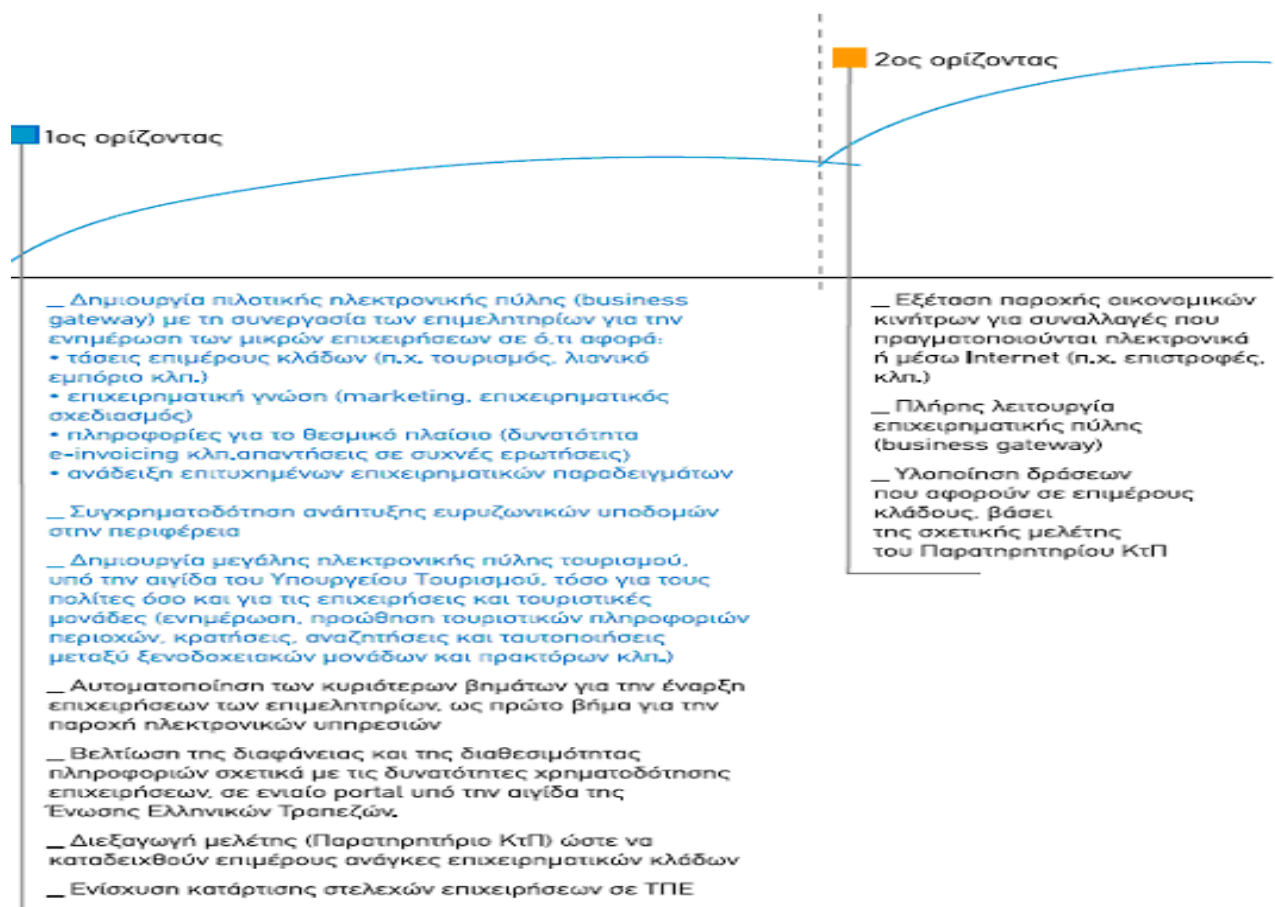 1ος ορίζοντας
_ Δημιουργία πιλοτικής ηλεκτρονικής πύλης (business
gateway) με τη συνεργασία των επιμελητηρίων για την
ενημέρωση των μικρών επιχειρήσεων σε ό,τι αφορά:
• τάσεις επιμέρους κλάδων (π.χ. τουρισμός, λιανικό
εμπόριο κλπ.)
• επιχειρηματική γνώση (marketing, επιχειρηματικός
σχεδιασμός)
• πληροφορίες για το θεσμικό πλαίσιο (δυνατότητα
e-invoicing κλπ.απαντήσεις σε συχνές ερωτήσεις)
• ανάδειξη επιτυχημένων επιχειρηματικών παραδειγμάτων
_ Συγχρηματοδότηση ανάπτυξης ευρυζωνικών υποδομών
στην περιφέρεια
_ Δημιουργία μεγάλης ηλεκτρονικής πύλης τουρισμού,
υπό την αιγίδα του Υπουργείου Τουρισμού, τόσο για τους
πολίτες όσο και για τις επιχειρήσεις και τουριστικές
μονάδες (ενημέρωση, προώθηση τουριστικών πληροφοριών
περιοχών, κρατήσεις, αναζητήσεις και ταυτοποιήσεις
μεταξύ ξενοδοχειακών μονάδων και πρακτόρων κλπ.)
_ Αυτοματοποίηση των κυριότερων βημάτων για την έναρξη
επιχειρήσεων των επιμελητηρίων, ως πρώτο βήμα για την
παροχή ηλεκτρονικών υπηρεσιών
_ Βελτίωση της διαφάνειας και της διαθεσιμότητας
πληροφοριών σχετικά με τις δυνατότητες χρηματοδότησης
επιχειρήσεων, σε ενιαίο portal υπό την αιγίδα της
Ένωσης Ελληνικών Τραπεζών.
_ Διεξαγωγή μελέτης (Παρατηρητήριο ΚτΠ) ώστε να
καταδειχθούν επιμέρους ανάγκες επιχειρηματικών κλάδων
_ Ενίσχυση κατάρτισης στελεχών επιχειρήσεων σε ΤΠΕ
2ος ορίζοντας
_ Εξέταση παροχής οικονομικών
κινήτρων για συναλλαγές που
πραγματοποιούνται ηλεκτρονικά
ή μέσω Internet (π.χ. επιστροφές,
κλπ.)
_ Πλήρης λειτουργία
επιχειρηματικής πύλης
(business gateway)
_ Υλοποίηση δράσεων
που αφορούν σε επιμέρους
κλάδους, βάσει
της σχετικής μελέτης
του Παρατηρητηρίου ΚτΠ